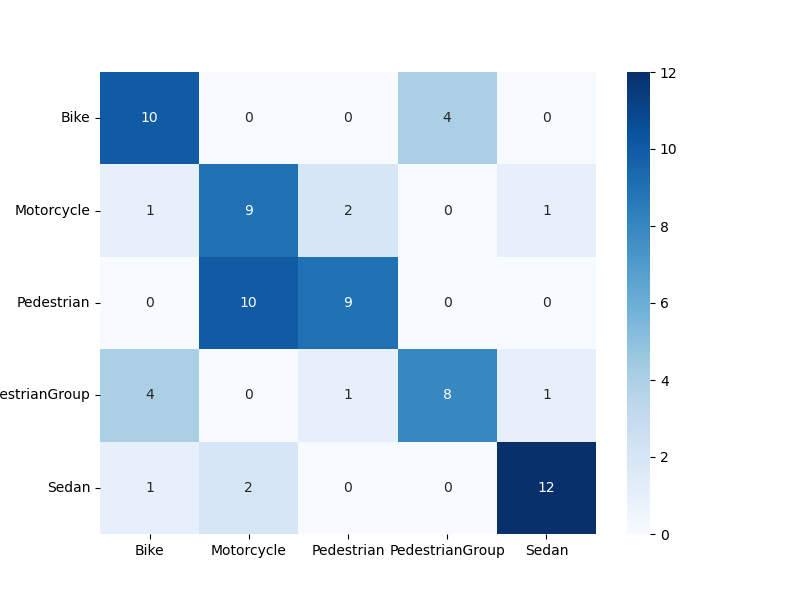 12
Bike 10 0 0 4 0
10
Motorcycle 1 9 2 0 1
8
6
Pedestrian 0 10 9 0 0
4
estrianGroup 4 0 1 8 1
2
Sedan 1 2 0 0 12
0
Bike Motorcycle Pedestrian PedestrianGroup Sedan